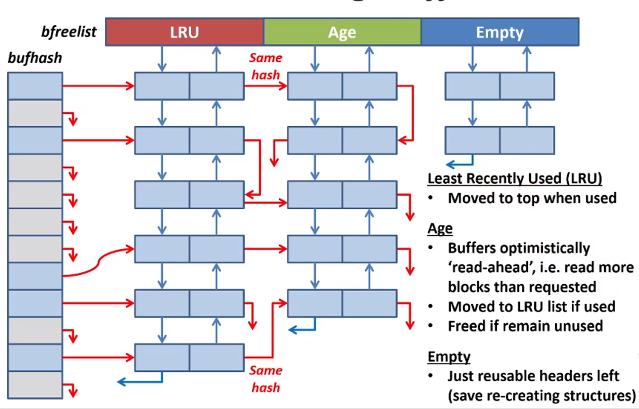 bfreelist
LRU
Age
Empty
bufhash
Same
hash
Least Recently Used (LRU)
• Moved to top when used
Age
• Buffers optimistically
‘read-ahead’, i.e. read more
blocks than requested
• Moved to LRU list if used
• Freed if remain unused
Empty
• Just reusable headers left
(save re-creating structures)
Same
hash